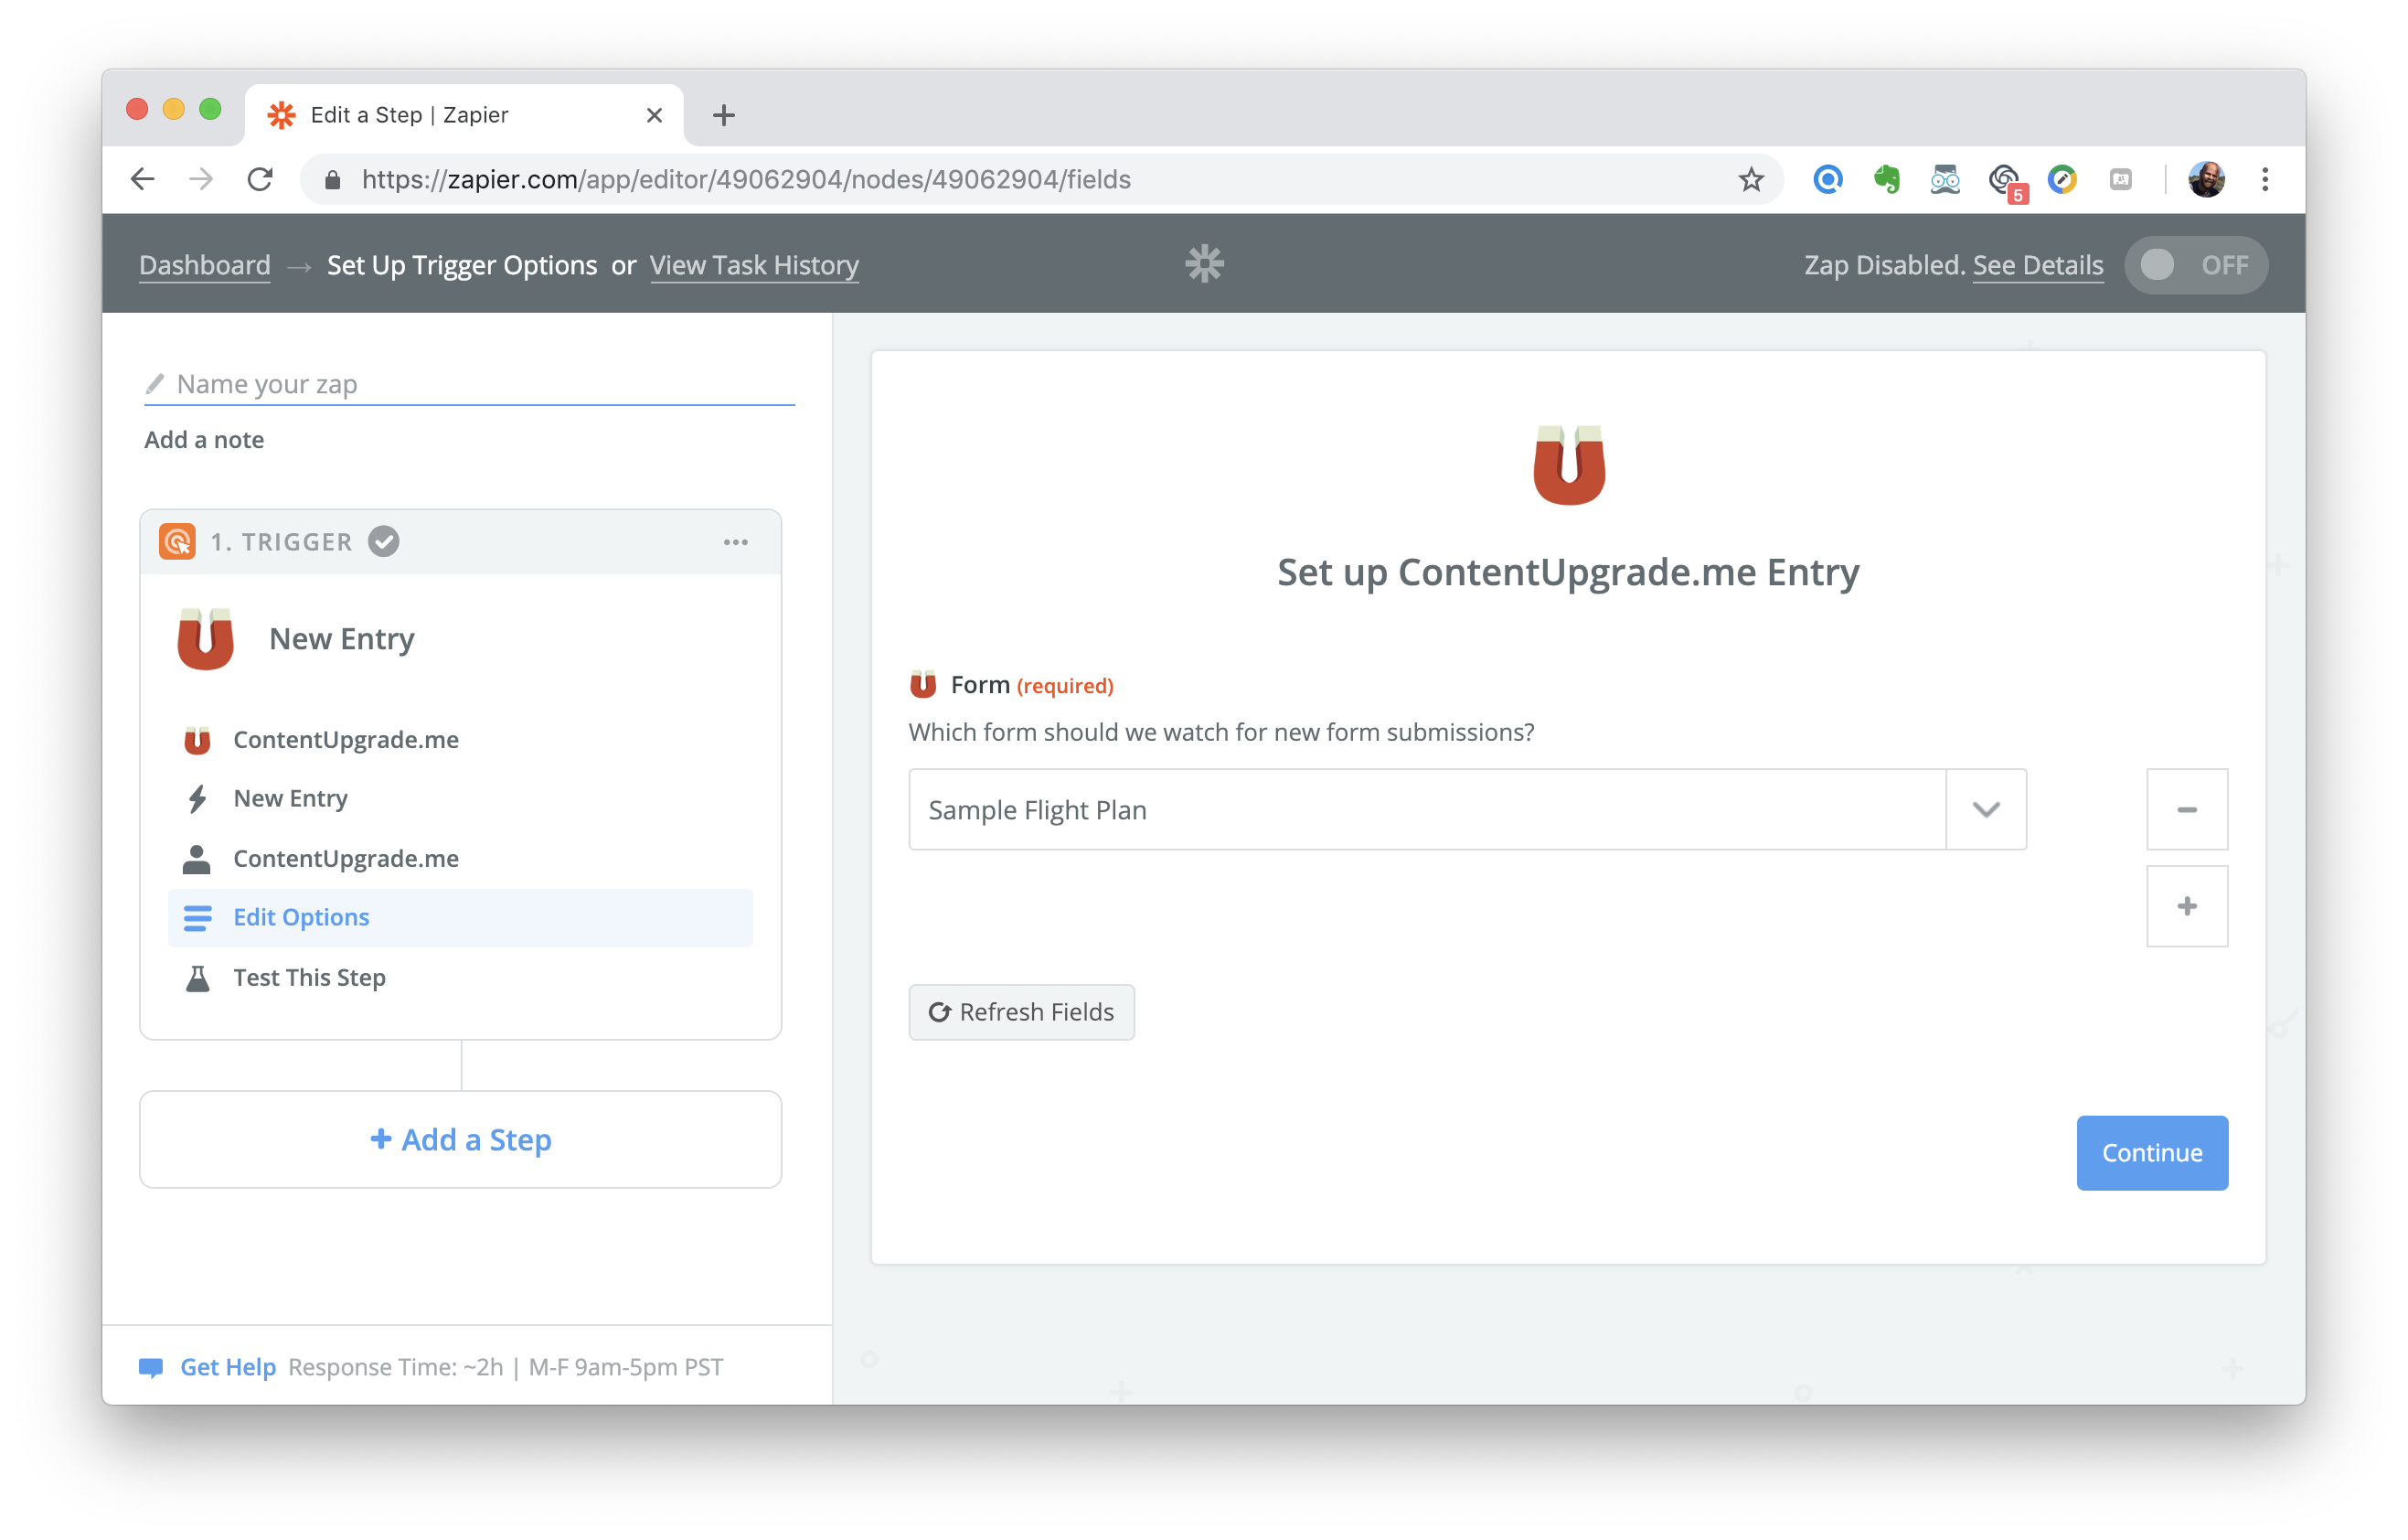 Edit a Step | Zapier
https://zapier.com/app/editor/49062904/nodes/49062904/fields
5
Dashboard → Set Up Trigger Options or View Task History
Zap Disabled. See Details
OFF
Name your zap
Add a note
1. TRIGGER
New Entry
ContentUpgrade.me
New Entry
ContentUpgrade.me
Edit Options
Test This Step
+ Add a Step
Get Help Response Time: ~2h | M-F 9am-5pm PST
Set up ContentUpgrade.me Entry
Form (required)
Which form should we watch for new form submissions?
Sample Flight Plan
Refresh Fields
Continue